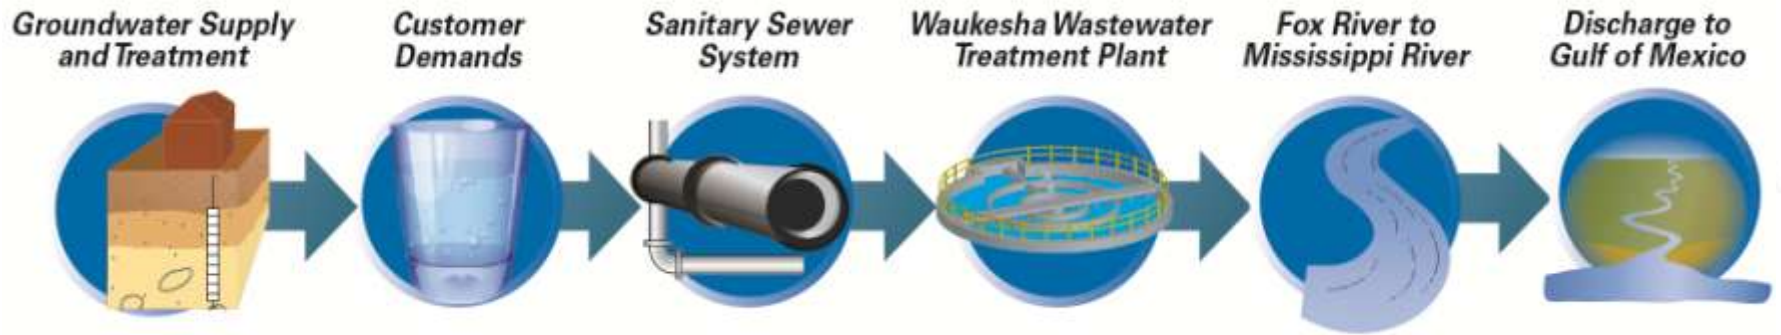 Groundwater Supply
and Treatment
Customer
Demands
Sanitary Sewer
System
Waukesha Wastewater
Treatment Plant
Fox River to
Mississippi River
Discharge to
Gulf of Mexico